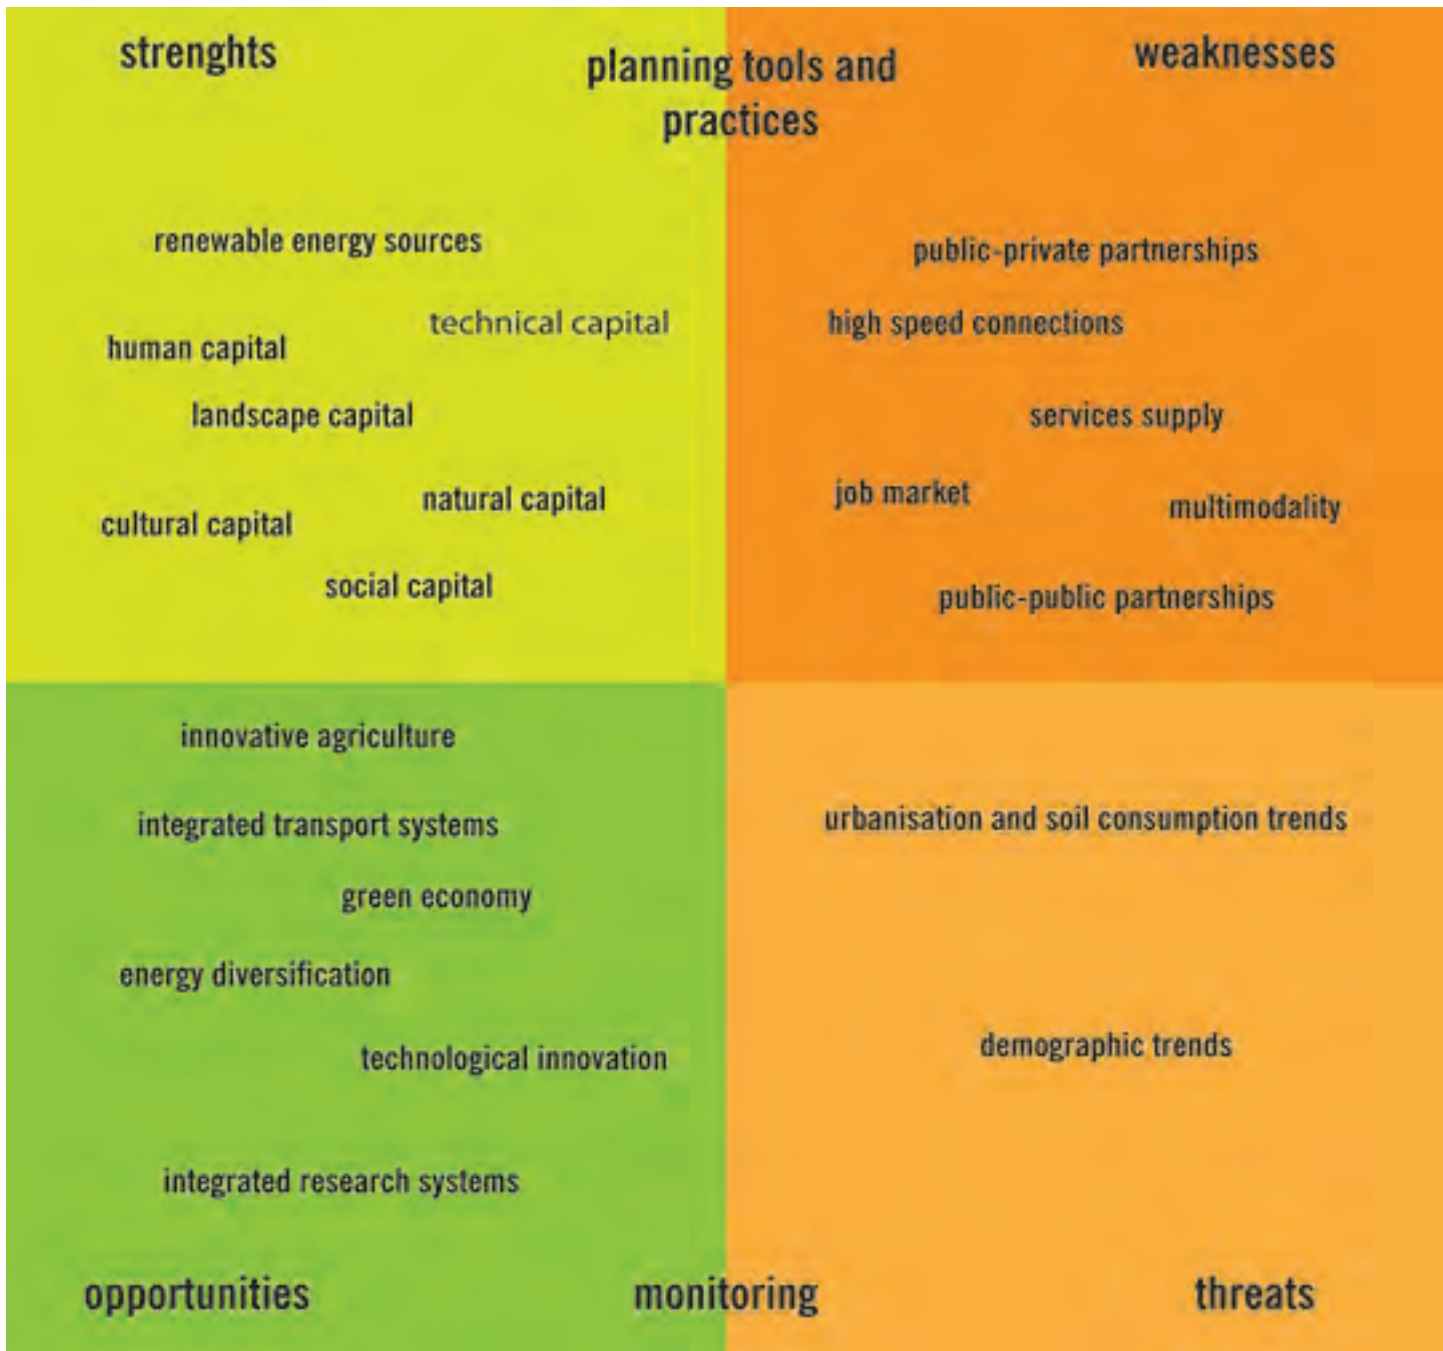 strenghts
planning tools and
practices
weaknesses
renewable energy sources
technical capital
human capital
landscape capital
natural capital
cultural capital
social capital
public-private partnerships
high speed connections
services supply
job market
multimodality
public-public partnerships
innovative agriculture
integrated transport systems
green economy
energy diversification
technological innovation
integrated research systems
urbanisation and soil consumption trends
demographic trends
opportunities
monitoring
threats